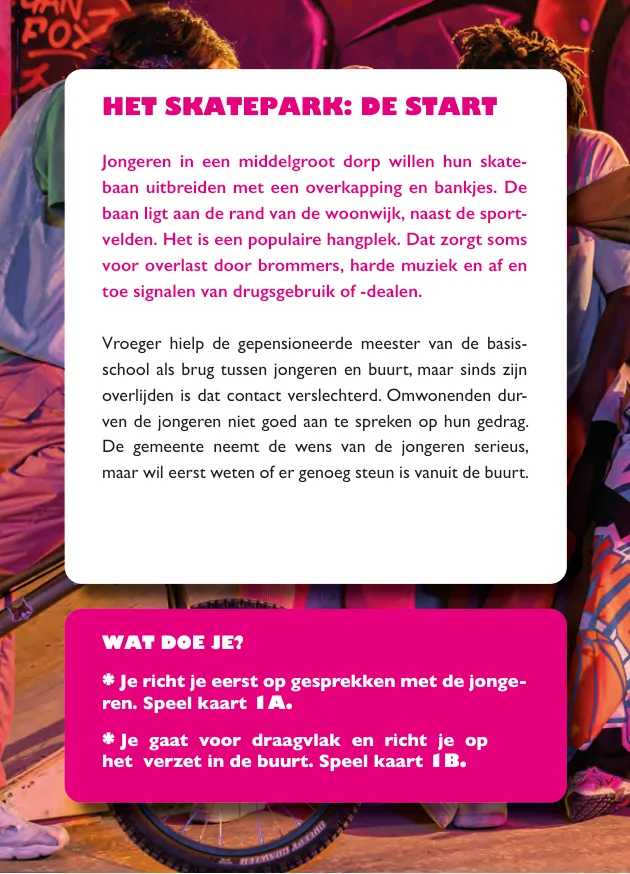 HET SKATEPARK: DE START
Jongeren in een middelgroot dorp willen hun skate-
baan uitbreiden met een overkapping en bankjes. De
baan ligt aan de rand van de woonwijk, naast de sport-
velden. Het is een populaire hangplek. Dat zorgt soms
voor overlast door brommers, harde muziek en af en
toe signalen van drugsgebruik of -dealen.
Vroeger hielp de gepensioneerde meester van de basis-
school als brug tussen jongeren en buurt, maar sinds zijn
overlijden is dat contact verslechterd. Omwonenden dur-
ven de jongeren niet goed aan te spreken op hun gedrag.
De gemeente neemt de wens van de jongeren serieus,
maar wil eerst weten of er genoeg steun is vanuit de buurt.
WAT DOE JE?
✱ Je richt je eerst op gesprekken met de jonge-
ren. Speel kaart 1A.
✱ Je gaat voor draagvlak en richt je op
het verzet in de buurt. Speel kaart 1B.